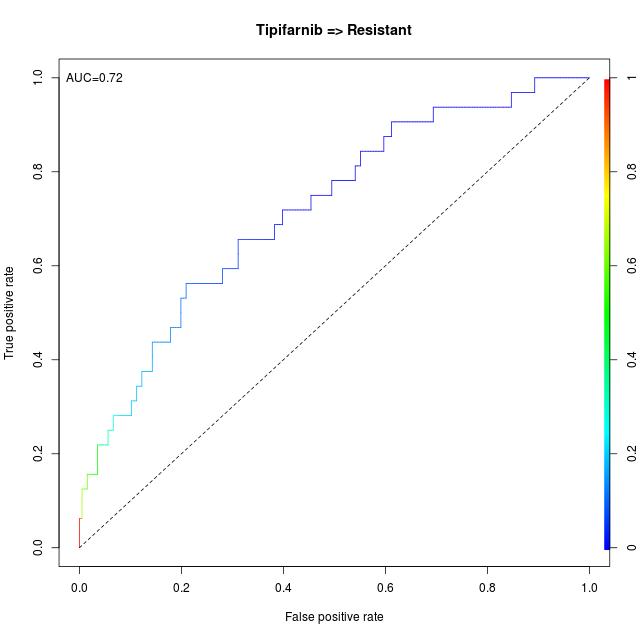 Tipifarnib => Resistant
AUC=0.72
True positive rate
1.0
0.8
0.6
0.4
0.2
0.0
0.0 0.2 0.4 0.6 0.8 1.0
False positive rate
1
0.8
0.6
0.4
0.2
0